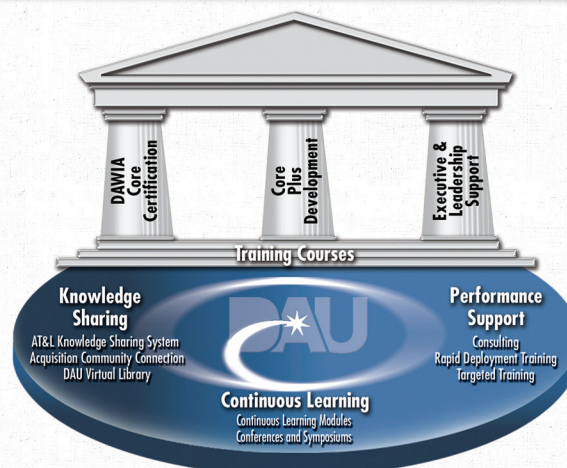 DAWIA
Core
Certification
Core
Plus
Development
Executive &
Leadership
Support
Training Courses
Knowledge
Sharing
AT&L Knowledge Sharing System
Acquisition Community Connection
DAU Virtual Library
DAU
Performance
Support
Consulting
Rapid Deployment Training
Targeted Training
Continuous Learning
Continuous Learning Modules
Conferences and Symposiums